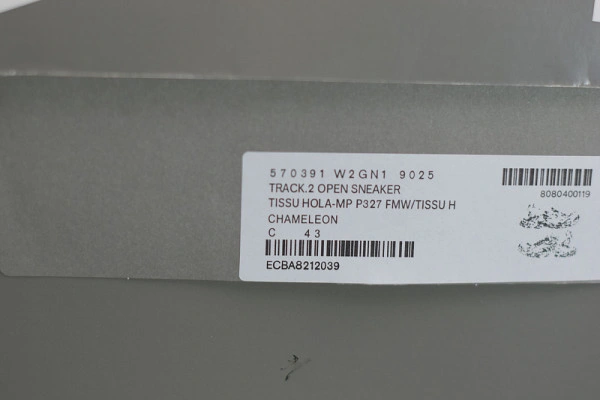 570391 W2GN1 9025
TRACK.2 OPEN SNEAKER
TISSU HOLA-MP P327 FMW/TISSU H
CHAMELEON
C 43
ECBA8212039
8080400119